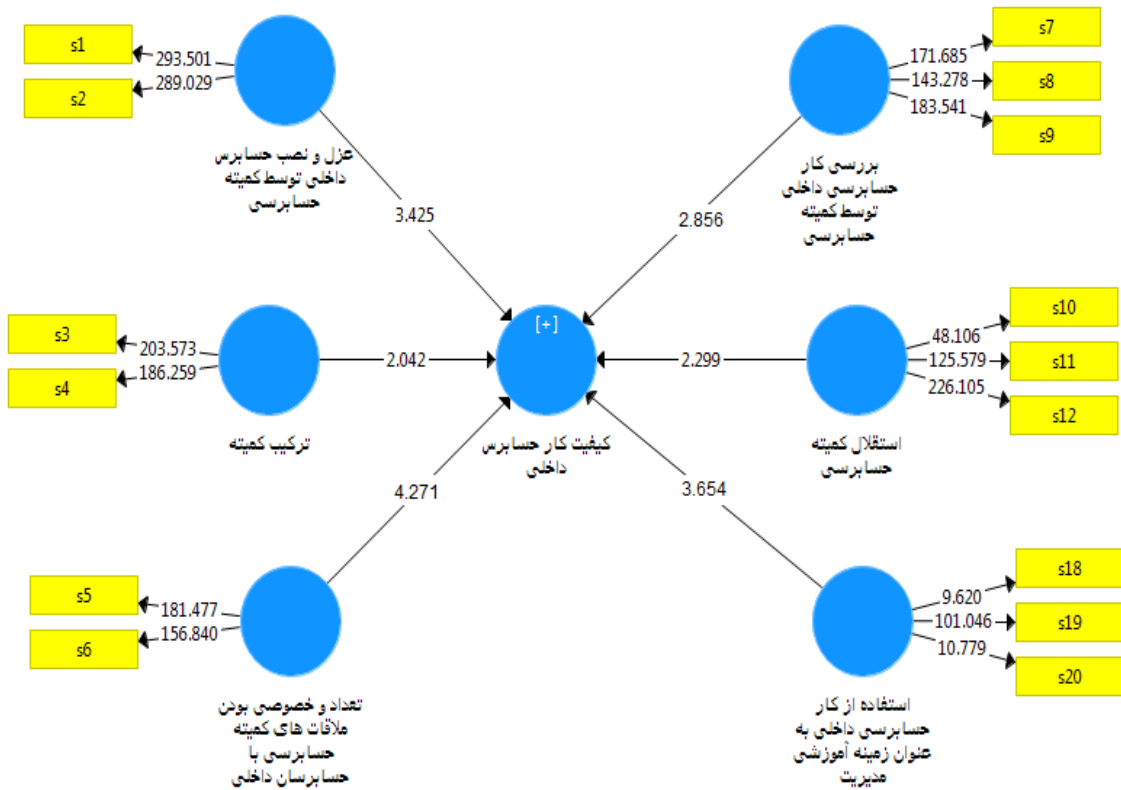 s1
293.501
289.029
s2
عزل و نصب حسابرس
داخلی توسط کمیته
حسابرسی
3.425
s7
171.685
143.278
s8
183.541
s9
بررسی کار
حسابرسی داخلی
توسط کمیته
حسابرسی
2.856
s3
203.573
186.259
s4
ترکیب کمیته
2.042
[+]
کیفیت کار حسابرس
داخلی
2.299
s10
48.106
125.579
s11
226.105
s12
استقلال کمیته
حسابرسی
4.271
s5
181.477
156.840
s6
تعداد و خصوصی بودن
ملاقات های کمیته
حسابرسی با
حسابرسان داخلی
3.654
s18
9.620
101.046
s19
10.779
s20
استفاده از کار
حسابرسی داخلی به
عنوان زمینه آموزشی
مدیریت